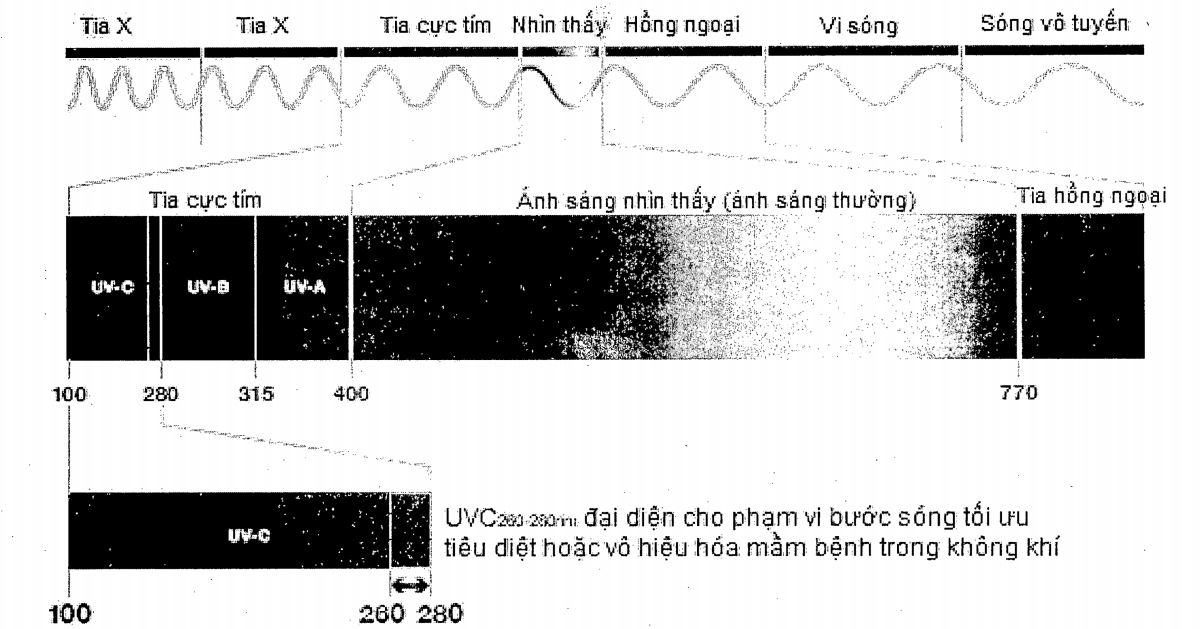 Tia X Tia X Tia cực tím Nhìn thấy Hồng ngoại Vi sóng Sóng vô tuyến
Tia cực tím Ánh sáng nhìn thấy (ánh sáng thường) Tia hồng ngoại
UV-C UV-B UV-A
100 280 315 400 770
UV-C
UVC260-280nm đại diện cho phạm vi bước sóng tối ưu
tiêu diệt hoặc vô hiệu hóa mầm bệnh trong không khí
100 260 280